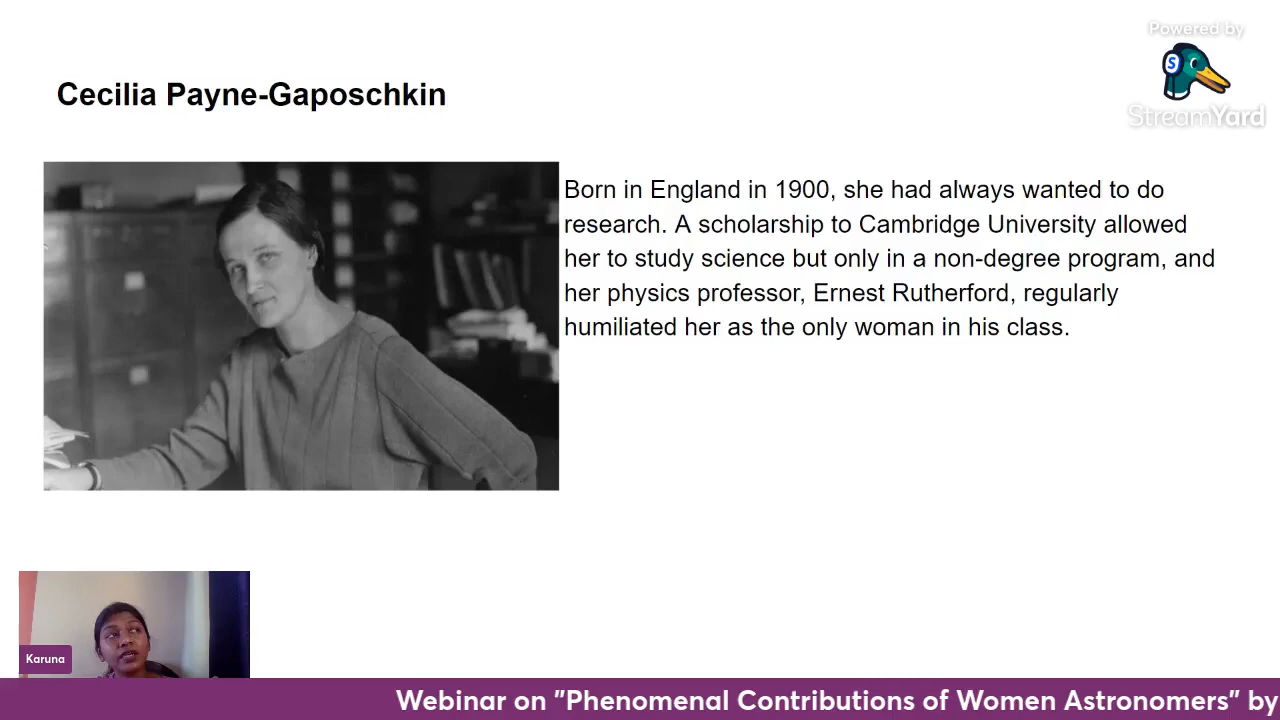 Powered by
S
StreamYard
Cecilia Payne-Gaposchkin
Born in England in 1900, she had always wanted to do
research. A scholarship to Cambridge University allowed
her to study science but only in a non-degree program, and
her physics professor, Ernest Rutherford, regularly
humiliated her as the only woman in his class.
Karuna
Webinar on "Phenomenal Contributions of Women Astronomers" by